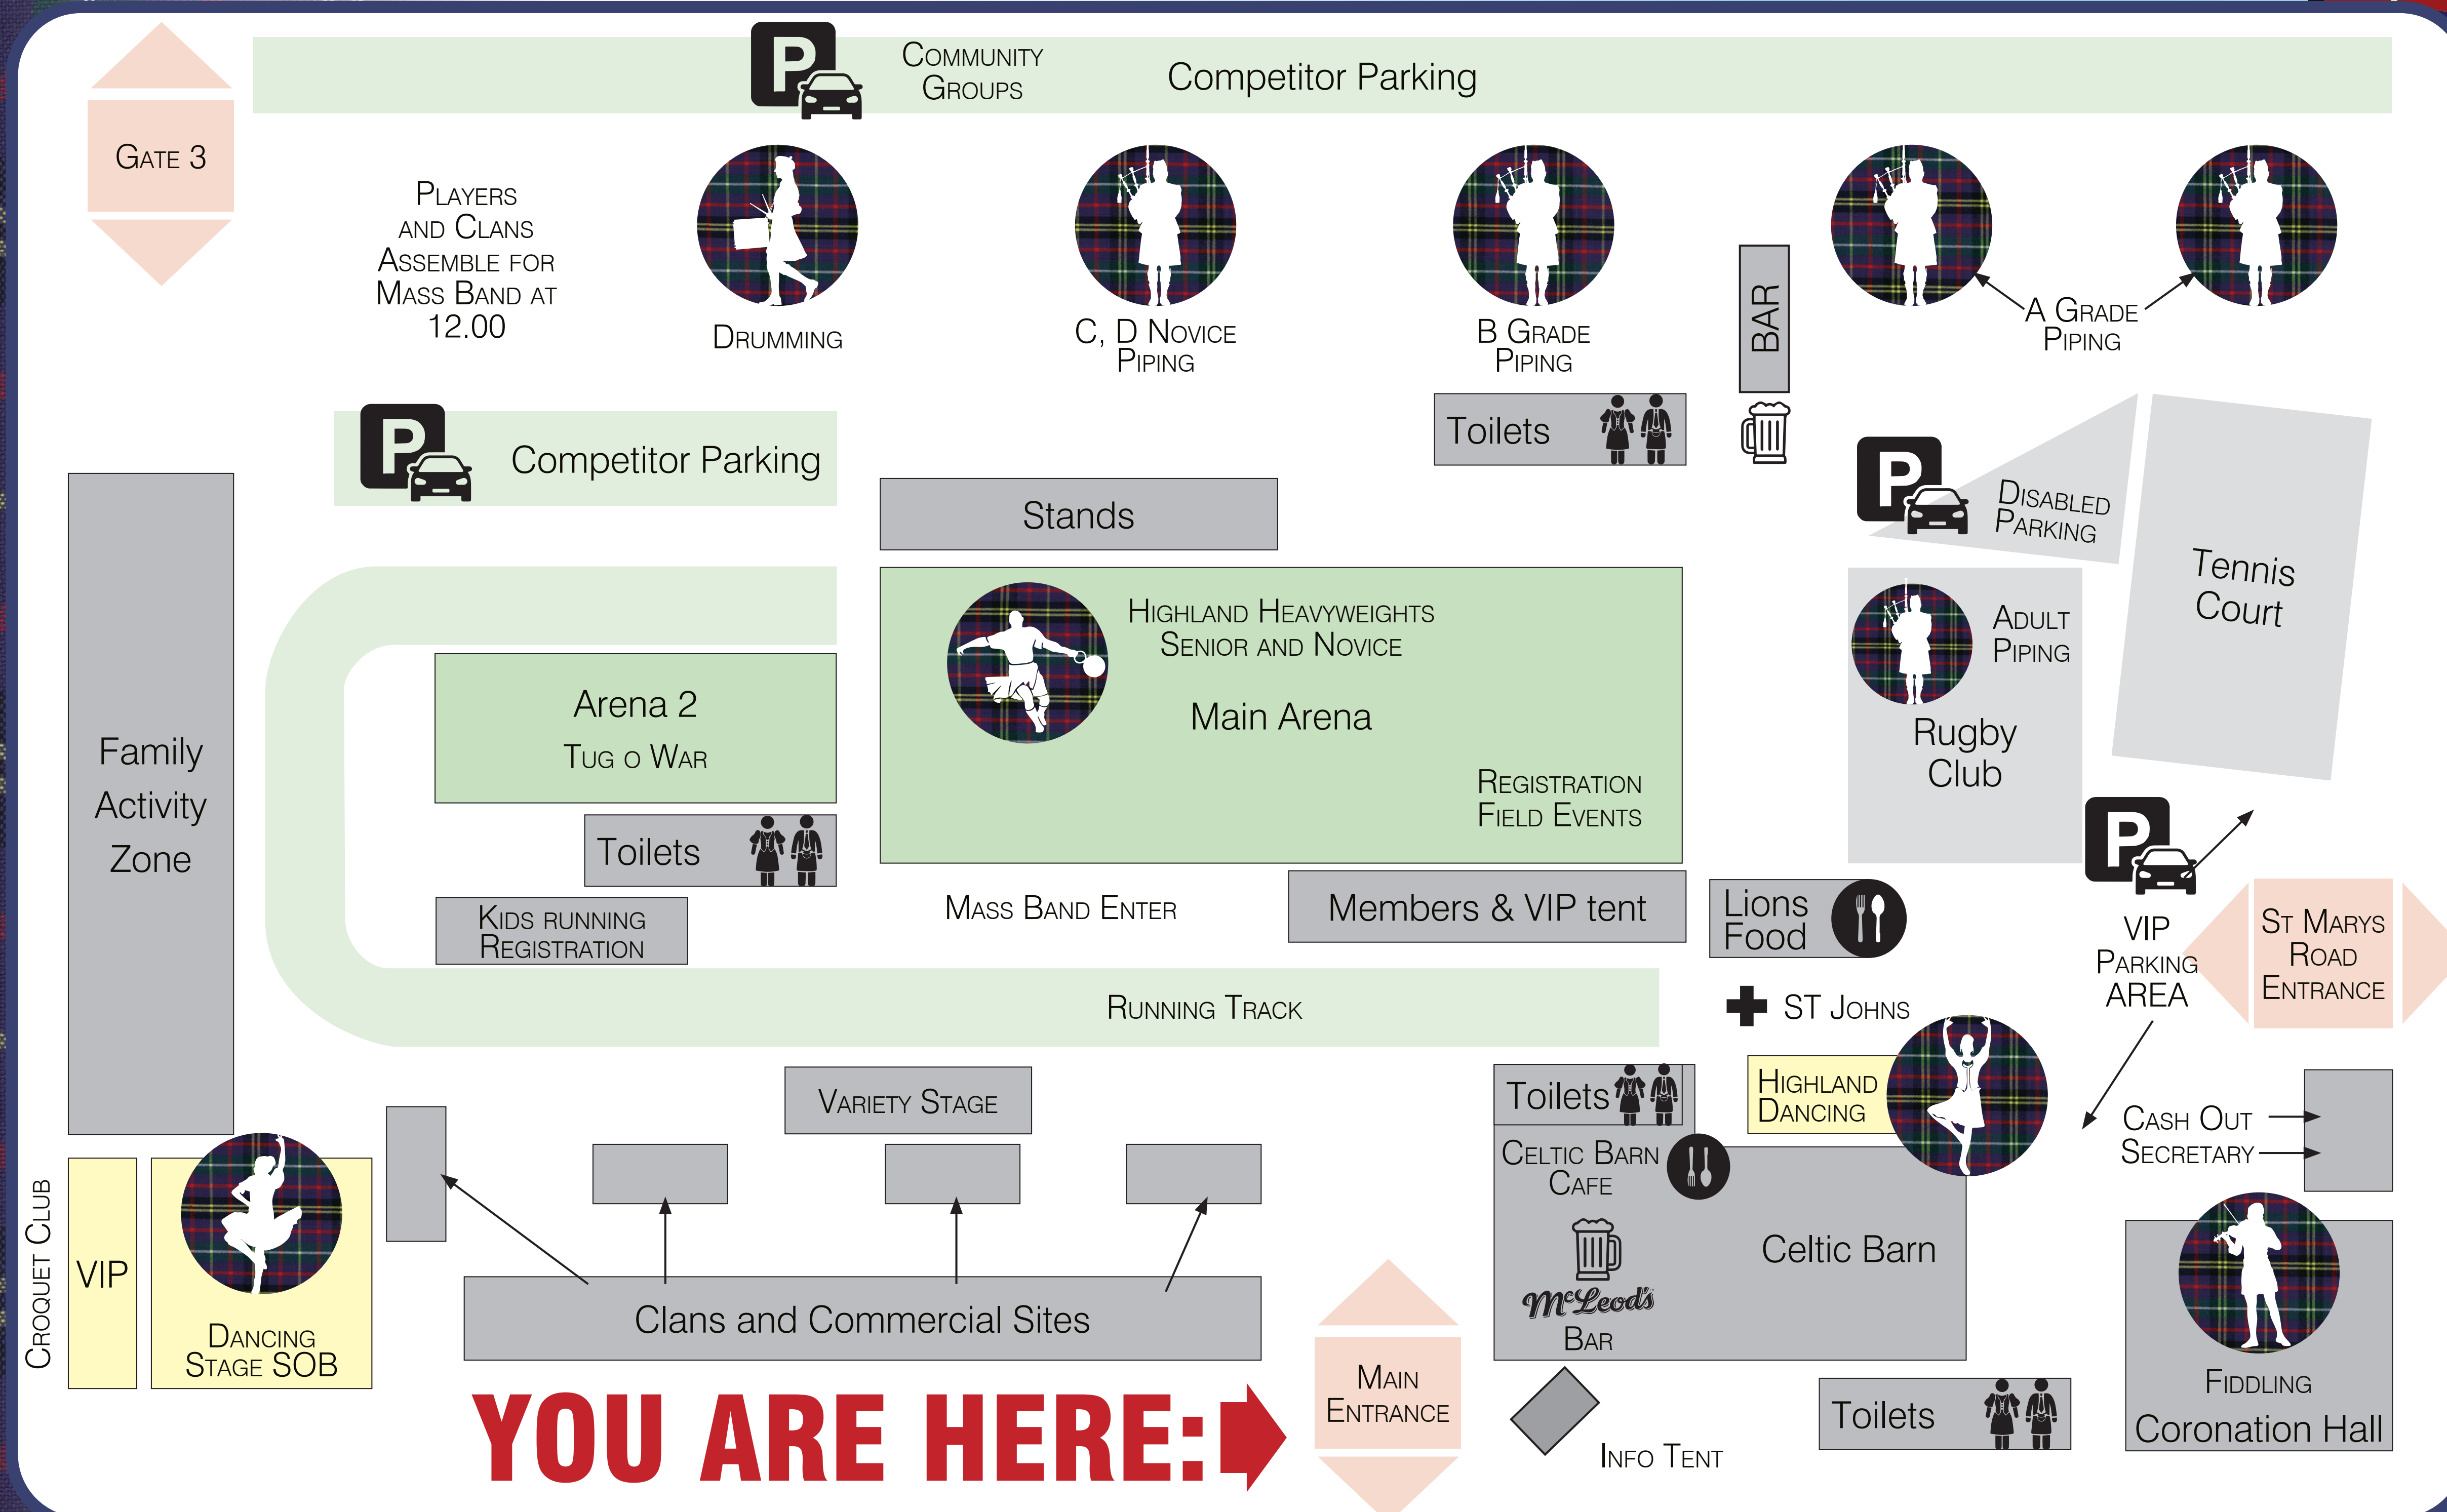 P
Community
Groups
Competitor Parking
Gate 3
Players
and Clans
Assemble for
Mass Band at
12.00
Drumming
C, D Novice
Piping
B Grade
Piping
BAR
A Grade
Piping
P
Competitor Parking
Toilets
Stands
P
Disabled
Parking
Tennis
Court
Family
Activity
Zone
Arena 2
Tug o War
Highland Heavyweights
Senior and Novice
Main Arena
Registration
Field Events
Adult
Piping
Rugby
Club
Toilets
Kids running
Registration
Mass Band Enter
Members & VIP tent
Lions
Food
P
VIP
Parking
AREA
St Marys
Road
Entrance
Running Track
ST Johns
Variety Stage
Toilets
Highland
Dancing
Cash Out
Secretary
Celtic Barn
Cafe
Celtic Barn
McLeod's
Bar
Croquet Club
VIP
Dancing
Stage SOB
Clans and Commercial Sites
YOU ARE HERE:
Main
Entrance
Info Tent
Toilets
Fiddling
Coronation Hall